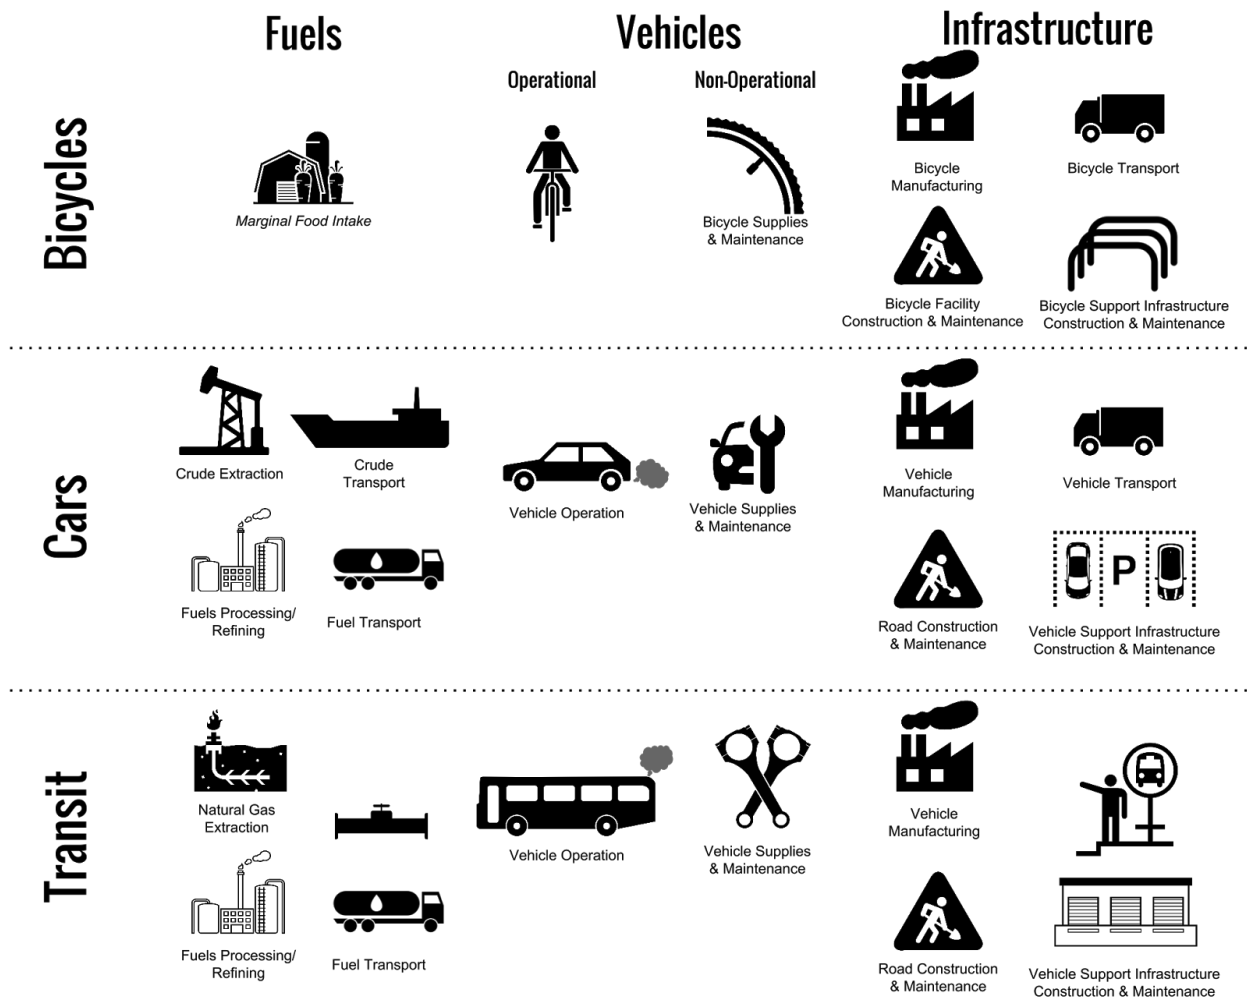 Fuels
Vehicles
Infrastructure
Operational
Non-Operational
Bicycles
Marginal Food Intake
Bicycle Supplies
& Maintenance
Bicycle
Manufacturing
Bicycle Transport
Bicycle Facility
Construction & Maintenance
Bicycle Support Infrastructure
Construction & Maintenance
Cars
Crude Extraction
Crude
Transport
Fuels Processing/
Refining
Fuel Transport
Vehicle Operation
Vehicle Supplies
& Maintenance
Vehicle
Manufacturing
Vehicle Transport
Road Construction
& Maintenance
P
Vehicle Support Infrastructure
Construction & Maintenance
Transit
Natural Gas
Extraction
Fuels Processing/
Refining
Fuel Transport
Vehicle Operation
Vehicle Supplies
& Maintenance
Vehicle
Manufacturing
Road Construction
& Maintenance
Vehicle Support Infrastructure
Construction & Maintenance